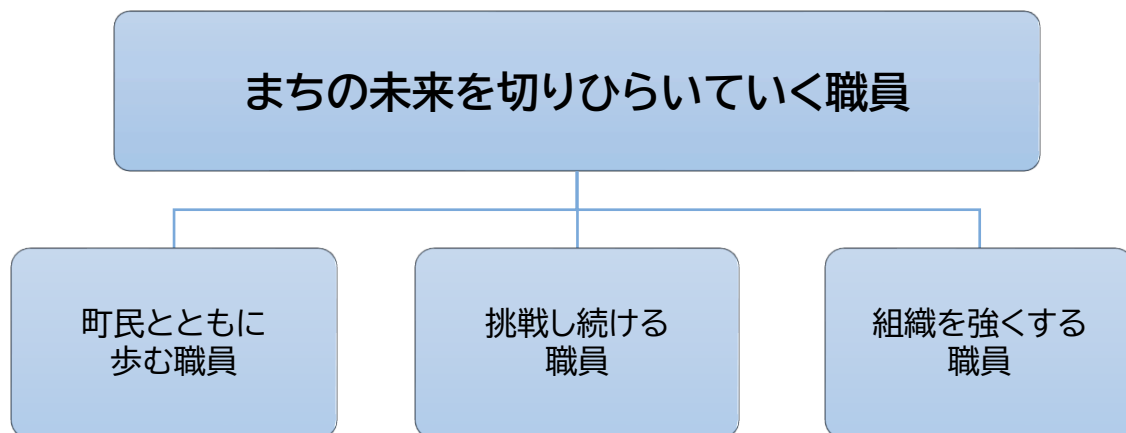 まちの未来を切りひらいていく職員
町民とともに
歩む職員
挑戦し続ける
職員
組織を強くする
職員